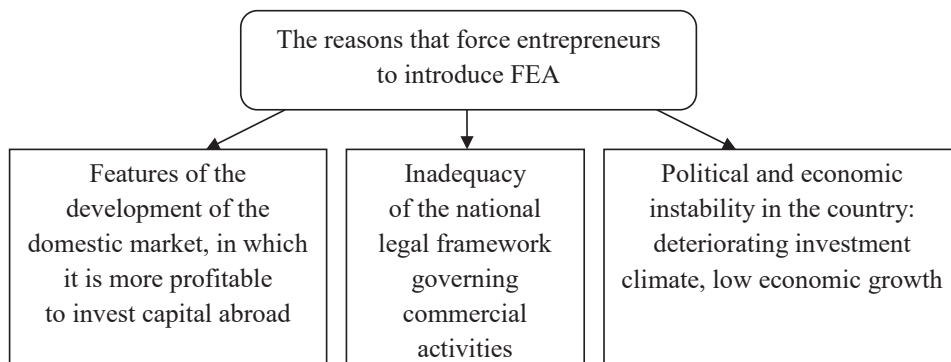 The reasons that force entrepreneurs
to introduce FEA
Features of the
development of the
domestic market, in which
it is more profitable
to invest capital abroad
Inadequacy
of the national
legal framework
governing
commercial
activities
Political and economic
instability in the country:
deteriorating investment
climate, low economic growth